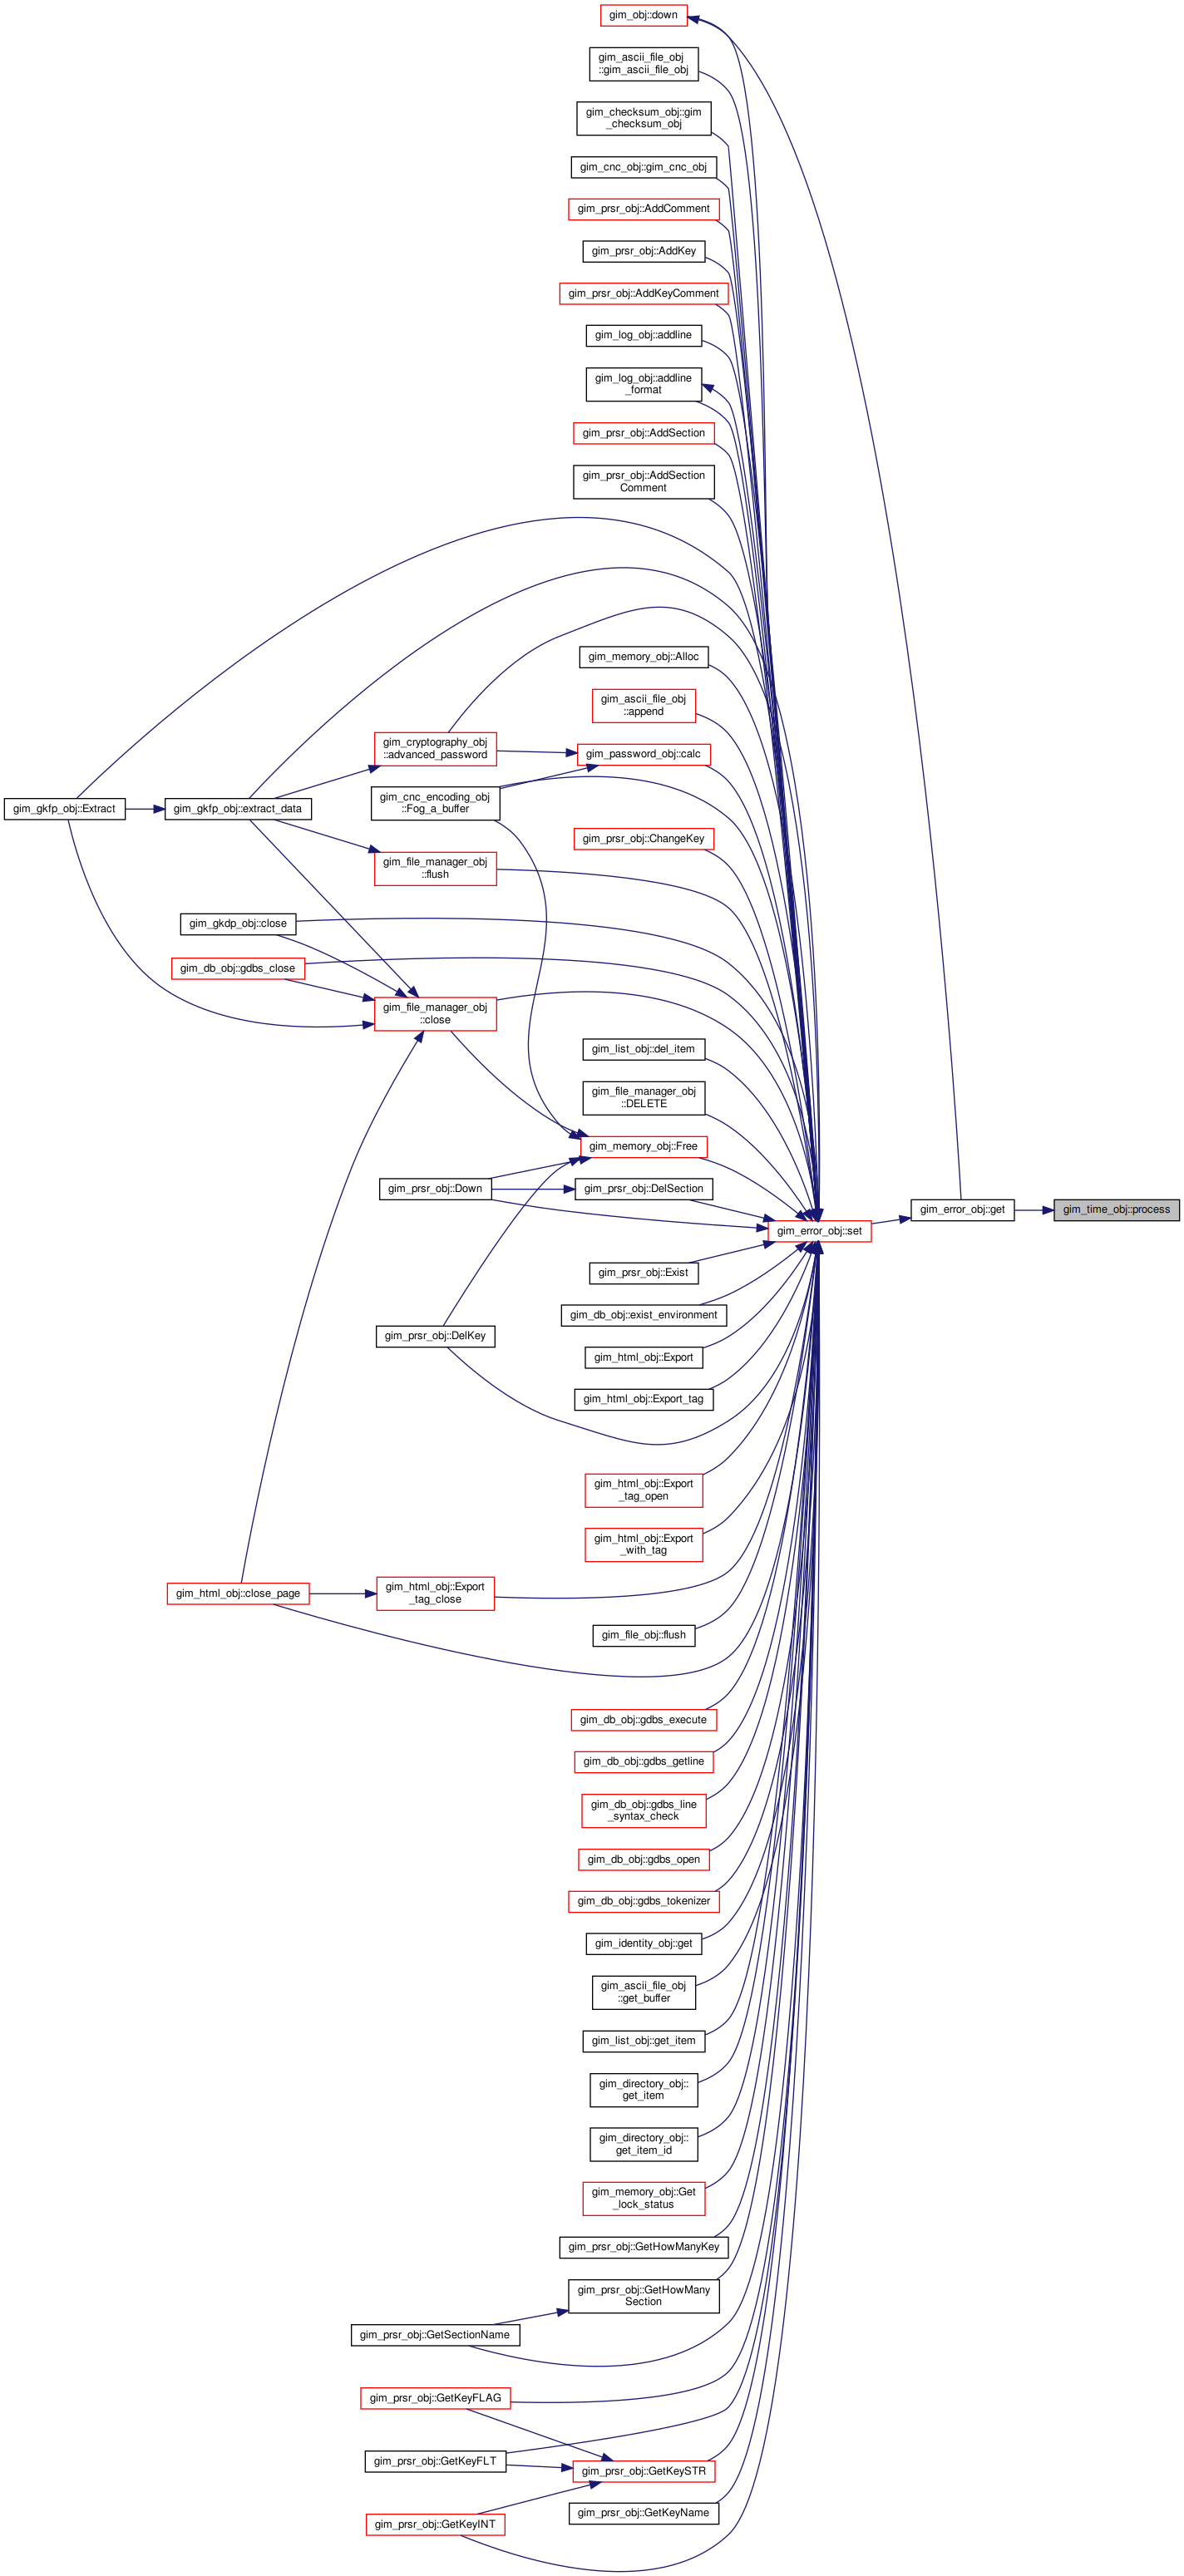 gim_obj::down
gim_ascii_file_obj
::gim_ascii_file_obj
gim_checksum_obj::gim
_checksum_obj
gim_cnc_obj::gim_cnc_obj
gim_prsr_obj::AddComment
gim_prsr_obj::AddKey
gim_prsr_obj::AddKeyComment
gim_log_obj::addline
gim_log_obj::addline
_format
gim_prsr_obj::AddSection
gim_prsr_obj::AddSection
Comment
gim_memory_obj::Alloc
gim_ascii_file_obj
::append
gim_cryptography_obj
::advanced_password
gim_password_obj::calc
gim_cnc_encoding_obj
::Fog_a_buffer
gim_gkfp_obj::Extract
gim_gkfp_obj::extract_data
gim_prsr_obj::ChangeKey
gim_file_manager_obj
::flush
gim_gkdp_obj::close
gim_db_obj::gdbs_close
gim_file_manager_obj
::close
gim_list_obj::del_item
gim_file_manager_obj
::DELETE
gim_memory_obj::Free
gim_prsr_obj::Down
gim_prsr_obj::DelSection
gim_error_obj::get
gim_time_obj::process
gim_error_obj::set
gim_prsr_obj::Exist
gim_db_obj::exist_environment
gim_prsr_obj::DelKey
gim_html_obj::Export
gim_html_obj::Export_tag
gim_html_obj::Export
_tag_open
gim_html_obj::Export
_with_tag
gim_html_obj::close_page
gim_html_obj::Export
_tag_close
gim_file_obj::flush
gim_db_obj::gdbs_execute
gim_db_obj::gdbs_getline
gim_db_obj::gdbs_line
_syntax_check
gim_db_obj::gdbs_open
gim_db_obj::gdbs_tokenizer
gim_identity_obj::get
gim_ascii_file_obj
::get_buffer
gim_list_obj::get_item
gim_directory_obj::
get_item
gim_directory_obj::
get_item_id
gim_memory_obj::Get
_lock_status
gim_prsr_obj::GetHowManyKey
gim_prsr_obj::GetHowMany
Section
gim_prsr_obj::GetSectionName
gim_prsr_obj::GetKeyFLAG
gim_prsr_obj::GetKeyFLT
gim_prsr_obj::GetKeySTR
gim_prsr_obj::GetKeyName
gim_prsr_obj::GetKeyINT